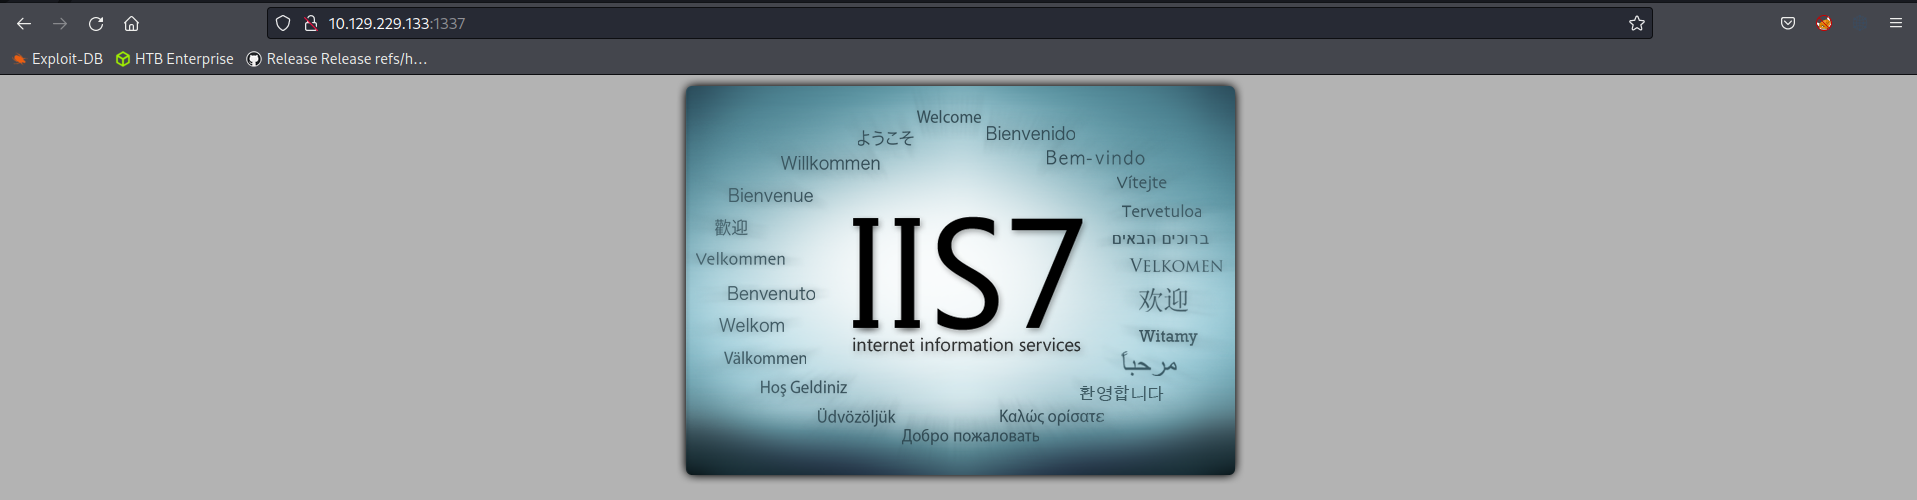 10.129.229.133:1337
Exploit-DB HTB Enterprise Release Release refs/h...
Welcome
ようこそ
Bienvenido
Willkommen
Bem-vindo
Bienvenue
Vítejte
歡迎
Tervetuloa
ברוכים הבאים
Velkommen
VELKOMEN
Benvenuto
欢迎
Welkom
Witamy
Välkommen
مرحباً
Hoş Geldiniz
환영합니다
Üdvözöljük
Καλώς ορίσατε
Добро пожаловать
IIS7
internet information services